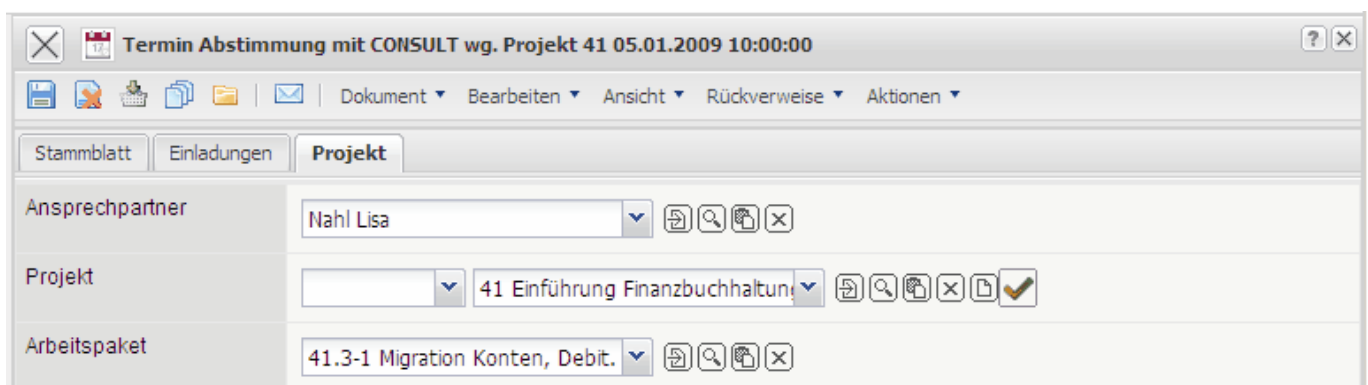 Termin Abstimmung mit CONSULT wg. Projekt 41 05.01.2009 10:00:00
Dokument Bearbeiten Ansicht Rückverweise Aktionen
Stammblatt Einladungen Projekt
Ansprechpartner Nahl Lisa
Projekt 41 Einführung Finanzbuchhaltun
Arbeitspaket 41.3-1 Migration Konten, Debit.